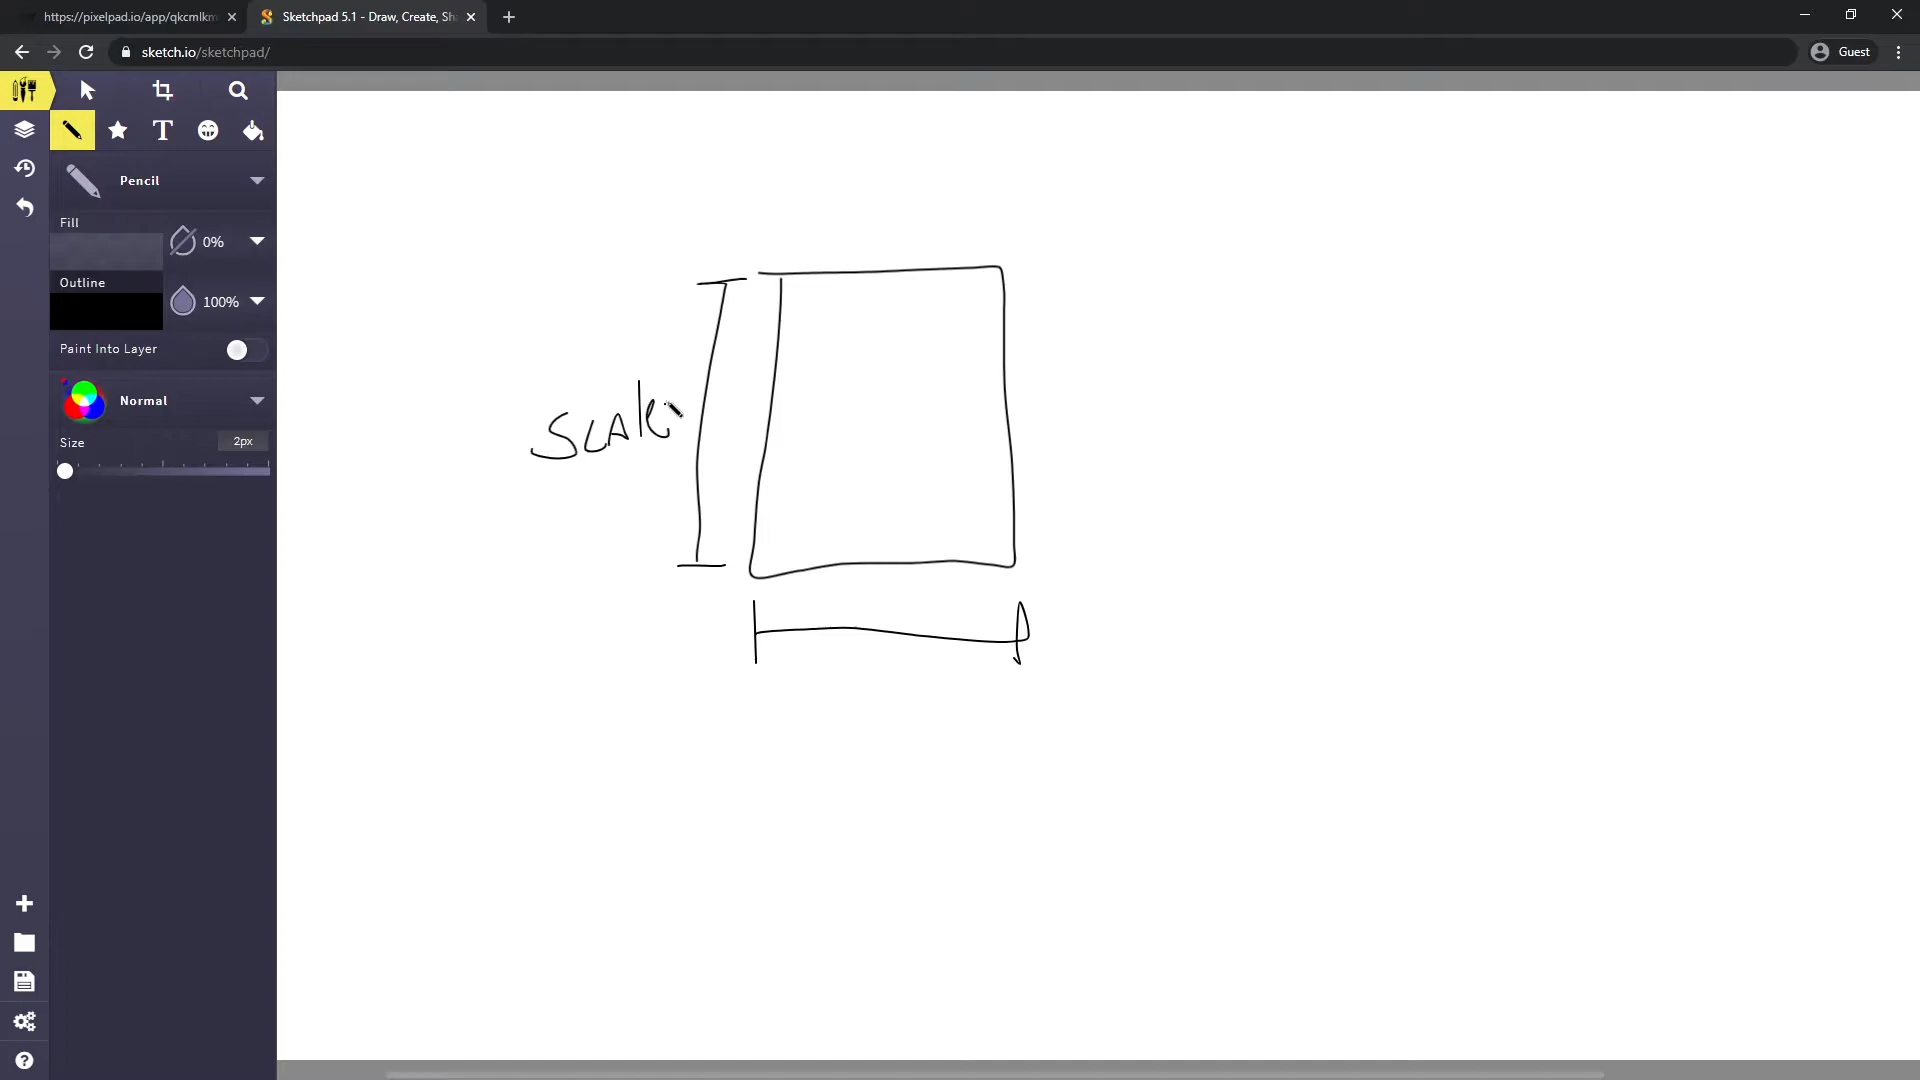 https://pixelpad.io/app/qkcmlkm
Sketchpad 5.1 - Draw, Create, Sh
sketch.io/sketchpad/
Guest
T
Pencil
Fill
0%
Outline
100%
Paint Into Layer
Normal
Size
2px
Scale